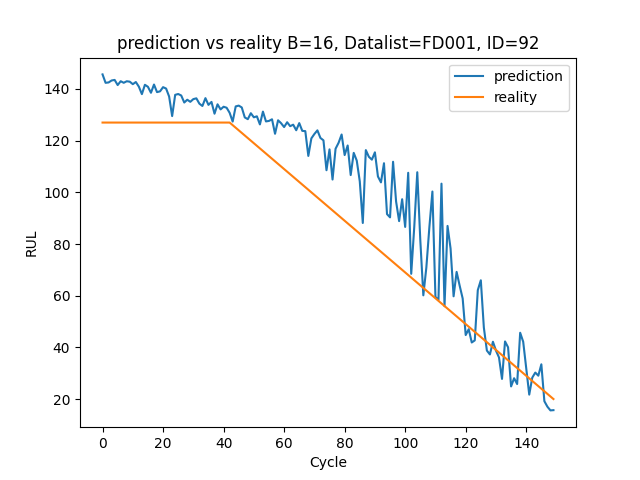 prediction vs reality B=16, Datalist=FD001, ID=92
prediction
reality
RUL
140
120
100
80
60
40
20
0 20 40 60 80 100 120 140
Cycle